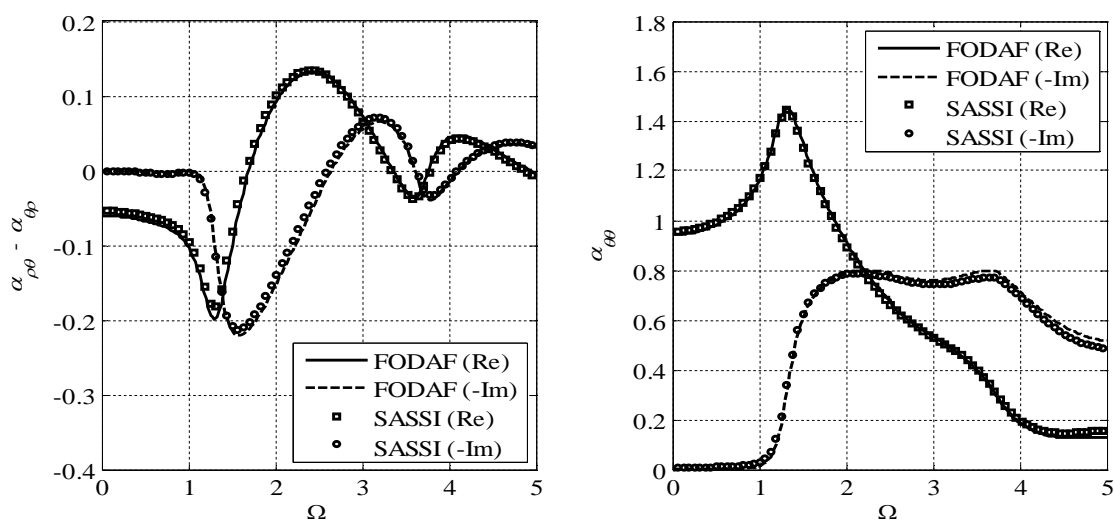 0.2
0.1
0
-0.1
-0.2
-0.3
-0.4
0 1 2 3 4 5
Ω
α_ρθ - α_θρ
FODAF (Re)
FODAF (-Im)
SASSI (Re)
SASSI (-Im)
1.8
1.6
1.4
1.2
1
0.8
0.6
0.4
0.2
0
0 1 2 3 4 5
Ω
α_θθ
FODAF (Re)
FODAF (-Im)
SASSI (Re)
SASSI (-Im)